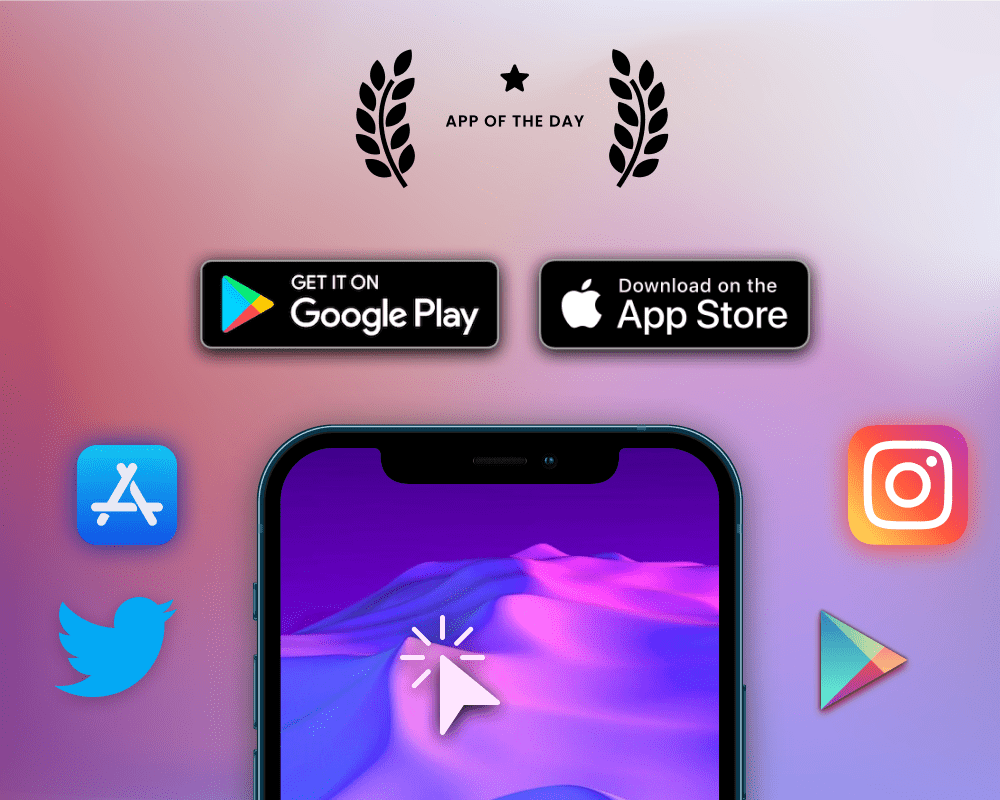 APP OF THE DAY
GET IT ON
Google Play
Download on the
App Store